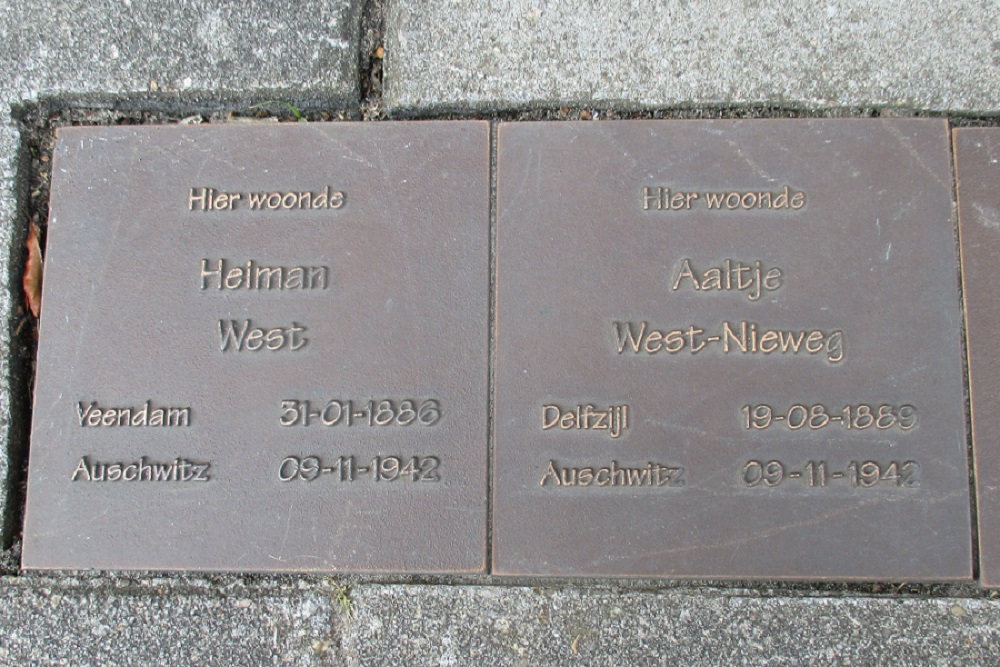 Hier woonde
Heiman
West
Veendam 31-01-1886
Auschwitz 09-11-1942
Hier woonde
Aaltje
West-Nieweg
Delfzijl 19-08-1889
Auschwitz 09-11-1942